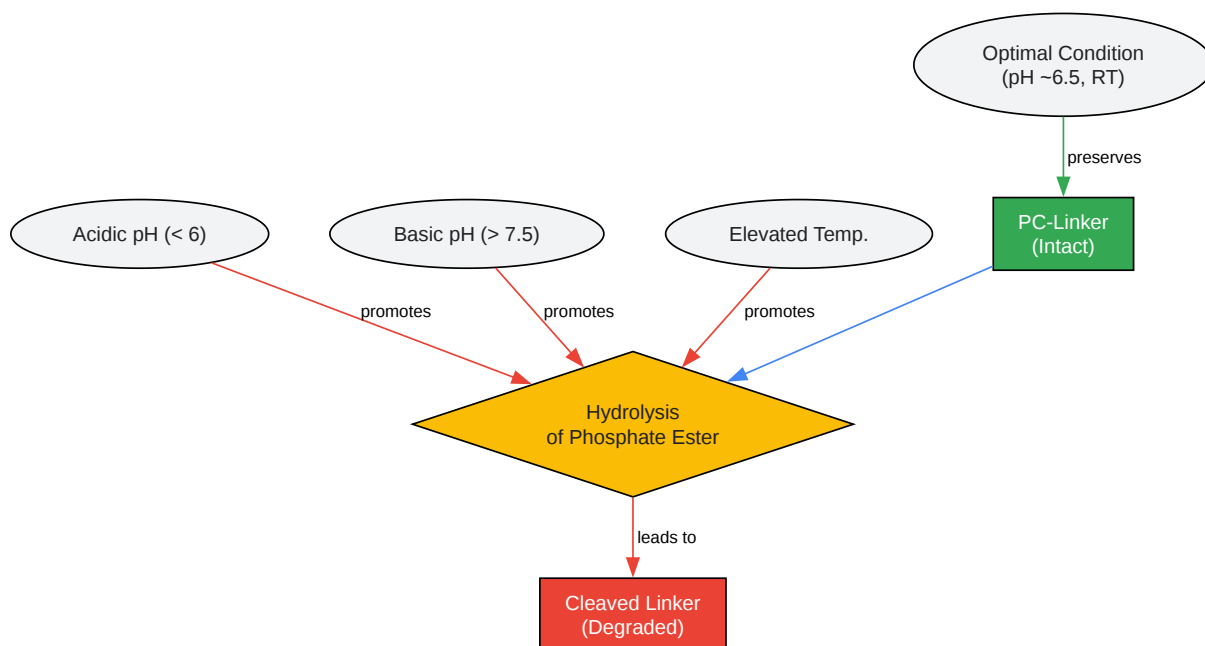 Optimal Condition
(pH ~6.5, RT)
preserves
Acidic pH (< 6)
Basic pH (> 7.5)
Elevated Temp.
PC-Linker
(Intact)
promotes
promotes
promotes
Hydrolysis
of Phosphate Ester
leads to
Cleaved Linker
(Degraded)